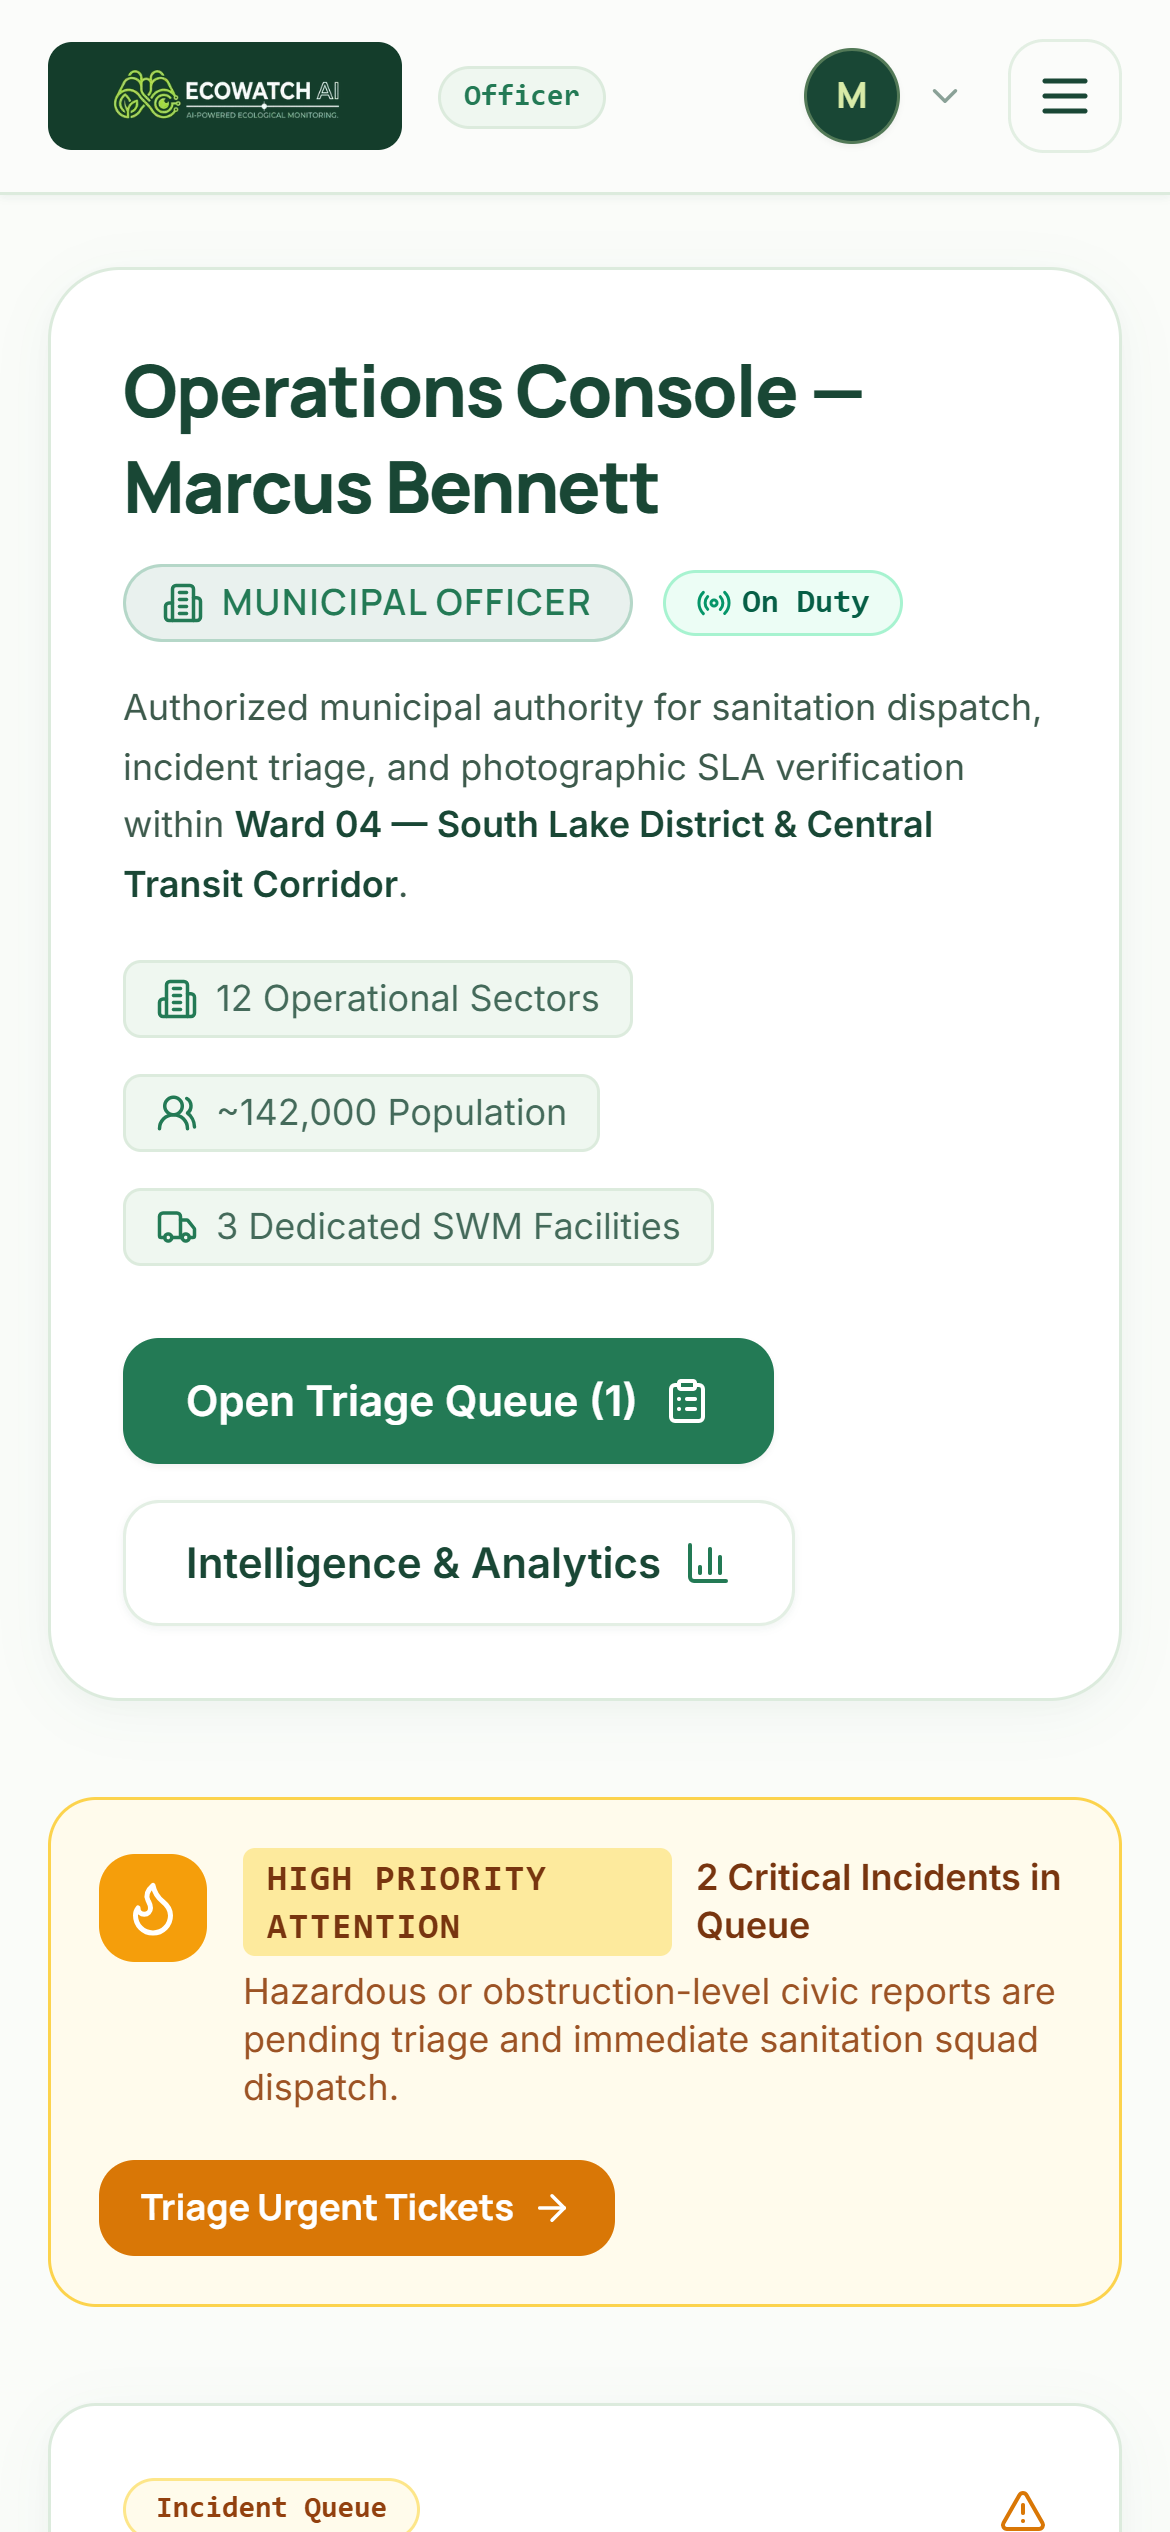 ECOWATCH AI
AI-POWERED ECOLOGICAL MONITORING.
Officer
M
Operations Console —
Marcus Bennett
MUNICIPAL OFFICER
On Duty
Authorized municipal authority for sanitation dispatch,
incident triage, and photographic SLA verification
within Ward 04 — South Lake District & Central
Transit Corridor.
12 Operational Sectors
~142,000 Population
3 Dedicated SWM Facilities
Open Triage Queue (1)
Intelligence & Analytics
HIGH PRIORITY
ATTENTION
2 Critical Incidents in
Queue
Hazardous or obstruction-level civic reports are
pending triage and immediate sanitation squad
dispatch.
Triage Urgent Tickets
Incident Queue